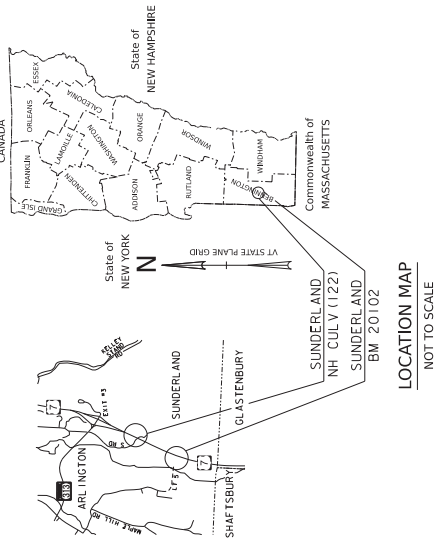 CANADA
ESSEX
ORLEANS
FRANKLIN
GRAND ISLE
LAMOILLE
CALEDONIA
CHITTENDEN
WASHINGTON
State of
NEW HAMPSHIRE
ORANGE
ADDISON
WINDSOR
RUTLAND
WINDHAM
BENNINGTON
Commonwealth of
MASSACHUSETTS
State of
NEW YORK
N
VT STATE PLANE GRID
KELLEY
STAND
RD
7
EXIT #3
SUNDERLAND
S RD
313
ARLINGTON
GLASTENBURY
7
MAPLE HILL RD
SHAFTSBURY
SUNDERLAND
NH CULV (122)
SUNDERLAND
BM 20102
LOCATION MAP
NOT TO SCALE